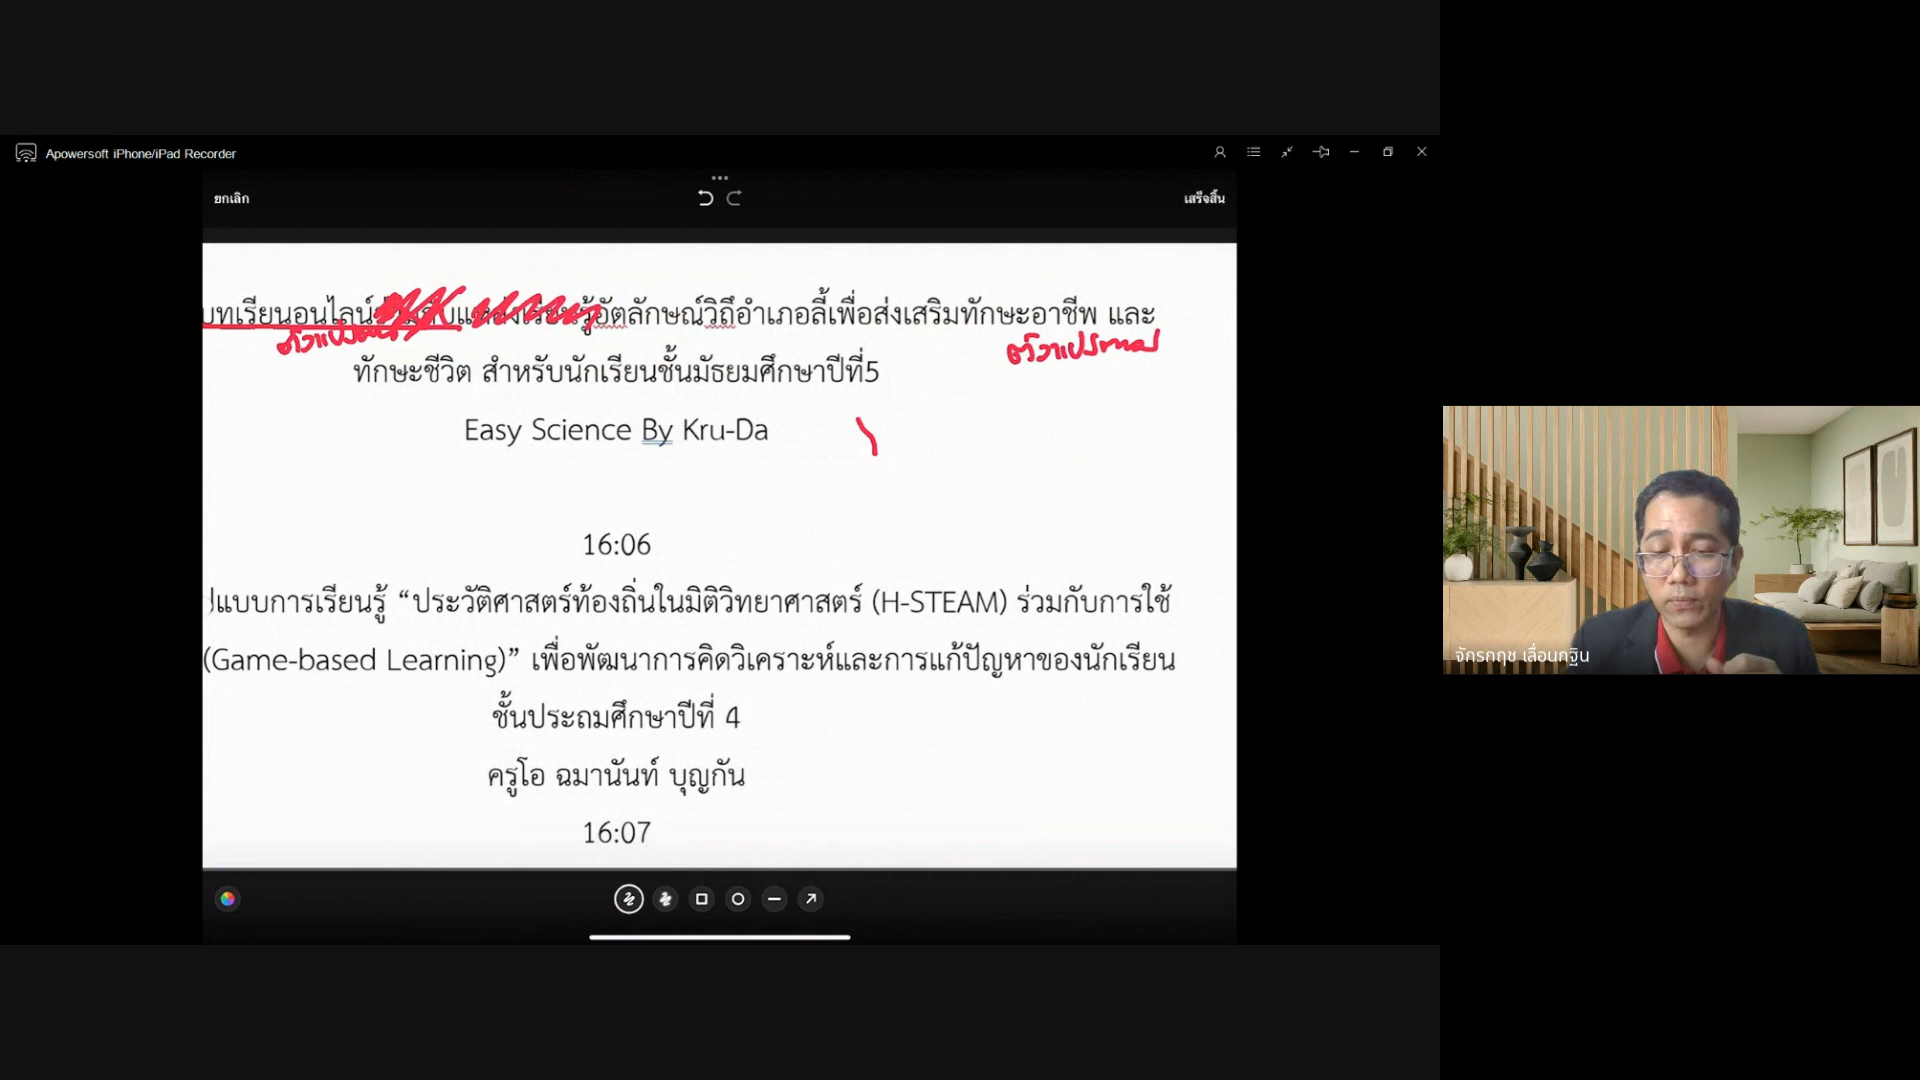 Apowersoft iPhone/iPad Recorder
ยกเลิก
เสร็จสิ้น
บทเรียนอนไลน์ อัตลักษณ์วิถีอำเภอลี้เพื่อส่งเสริมทักษะอาชีพ และ
ตัวแปรตาม
ทักษะชีวิต สำหรับนักเรียนชั้นมัธยมศึกษาปีที่5
Easy Science By Kru-Da
16:06
แบบการเรียนรู้ “ประวัติศาสตร์ท้องถิ่นในมิติวิทยาศาสตร์ (H-STEAM) ร่วมกับการใช้
(Game-based Learning)” เพื่อพัฒนาการคิดวิเคราะห์และการแก้ปัญหาของนักเรียน
ชั้นประถมศึกษาปีที่ 4
ครูโอ ฉมานันท์ บุญกัน
16:07
จักรกฤช เลื่อนกฐิน